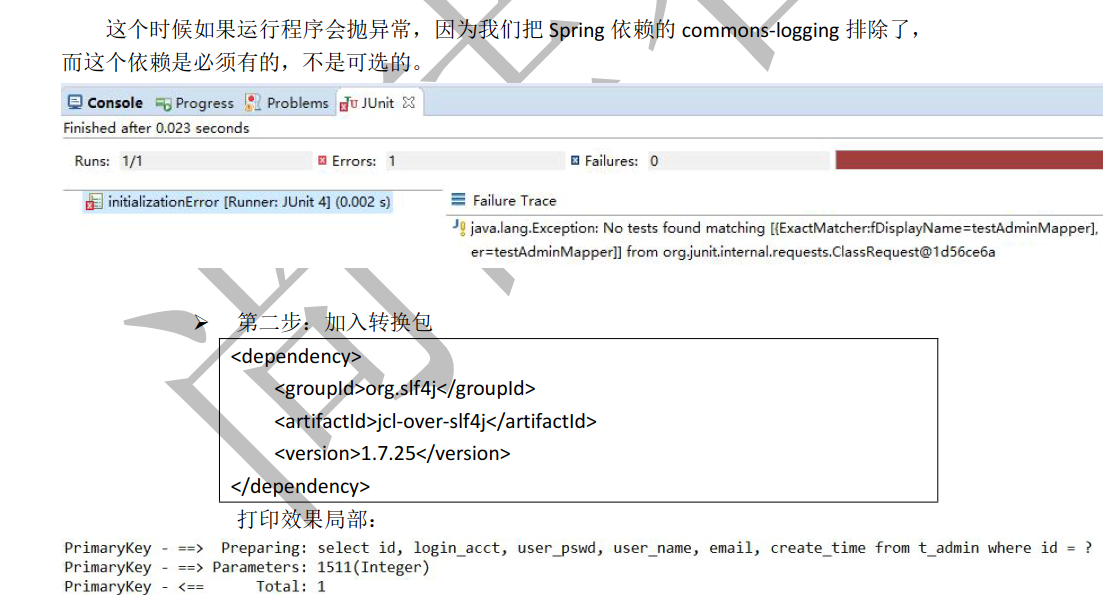 这个时候如果运行程序会抛异常，因为我们把 Spring 依赖的 commons-logging 排除了，
而这个依赖是必须有的，不是可选的。
Console Progress Problems JUnit
Finished after 0.023 seconds
Runs: 1/1 Errors: 1 Failures: 0
initializationError [Runner: JUnit 4] (0.002 s)
Failure Trace
java.lang.Exception: No tests found matching [{ExactMatcher:fDisplayName=testAdminMapper],
er=testAdminMapper]] from org.junit.internal.requests.ClassRequest@1d56ce6a
➢ 第二步：加入转换包
<dependency>
<groupId>org.slf4j</groupId>
<artifactId>jcl-over-slf4j</artifactId>
<version>1.7.25</version>
</dependency>
打印效果局部：
PrimaryKey - ==>  Preparing: select id, login_acct, user_pswd, user_name, email, create_time from t_admin where id = ?
PrimaryKey - ==> Parameters: 1511(Integer)
PrimaryKey - <==      Total: 1